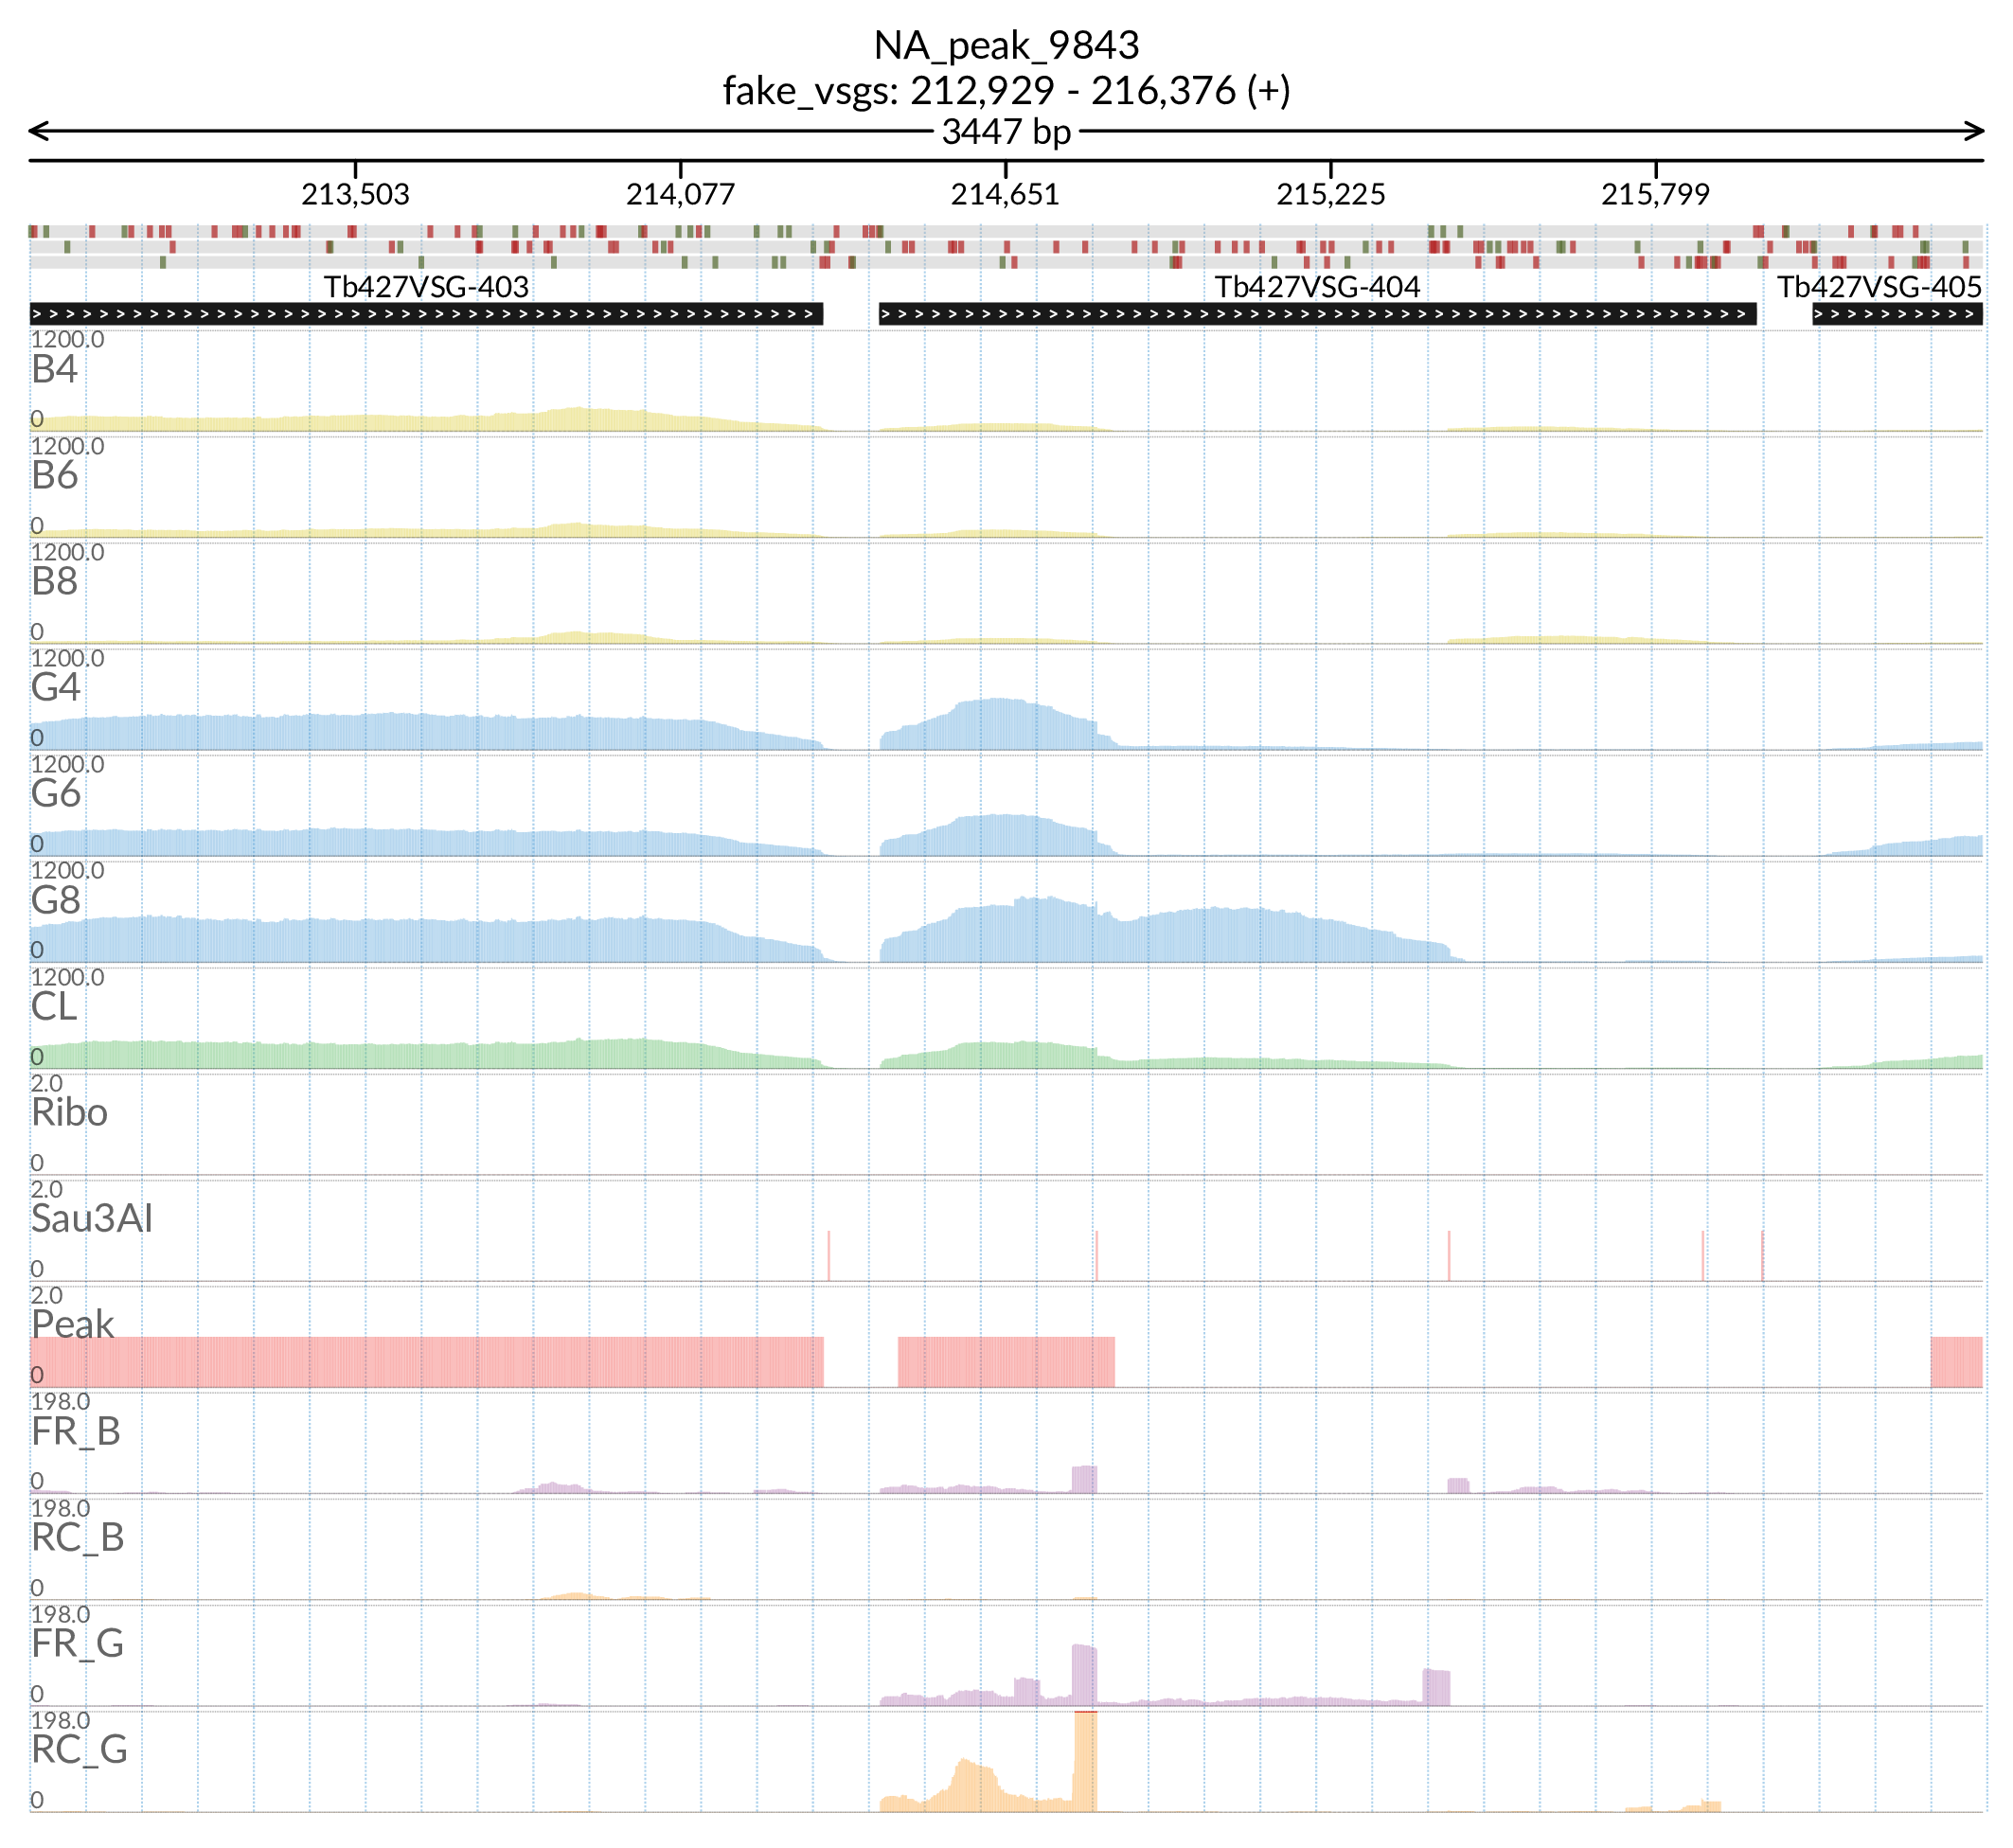 NA_peak_9843
fake_vsgs: 212,929 - 216,376 (+)
3447 bp
213,503 214,077 214,651 215,225 215,799
Tb427VSG-403 Tb427VSG-404 Tb427VSG-405
1200.0
B4
0
1200.0
B6
0
1200.0
B8
0
1200.0
G4
0
1200.0
G6
0
1200.0
G8
0
1200.0
CL
0
2.0
Ribo
0
2.0
Sau3AI
0
2.0
Peak
0
198.0
FR_B
0
198.0
RC_B
0
198.0
FR_G
0
198.0
RC_G
0